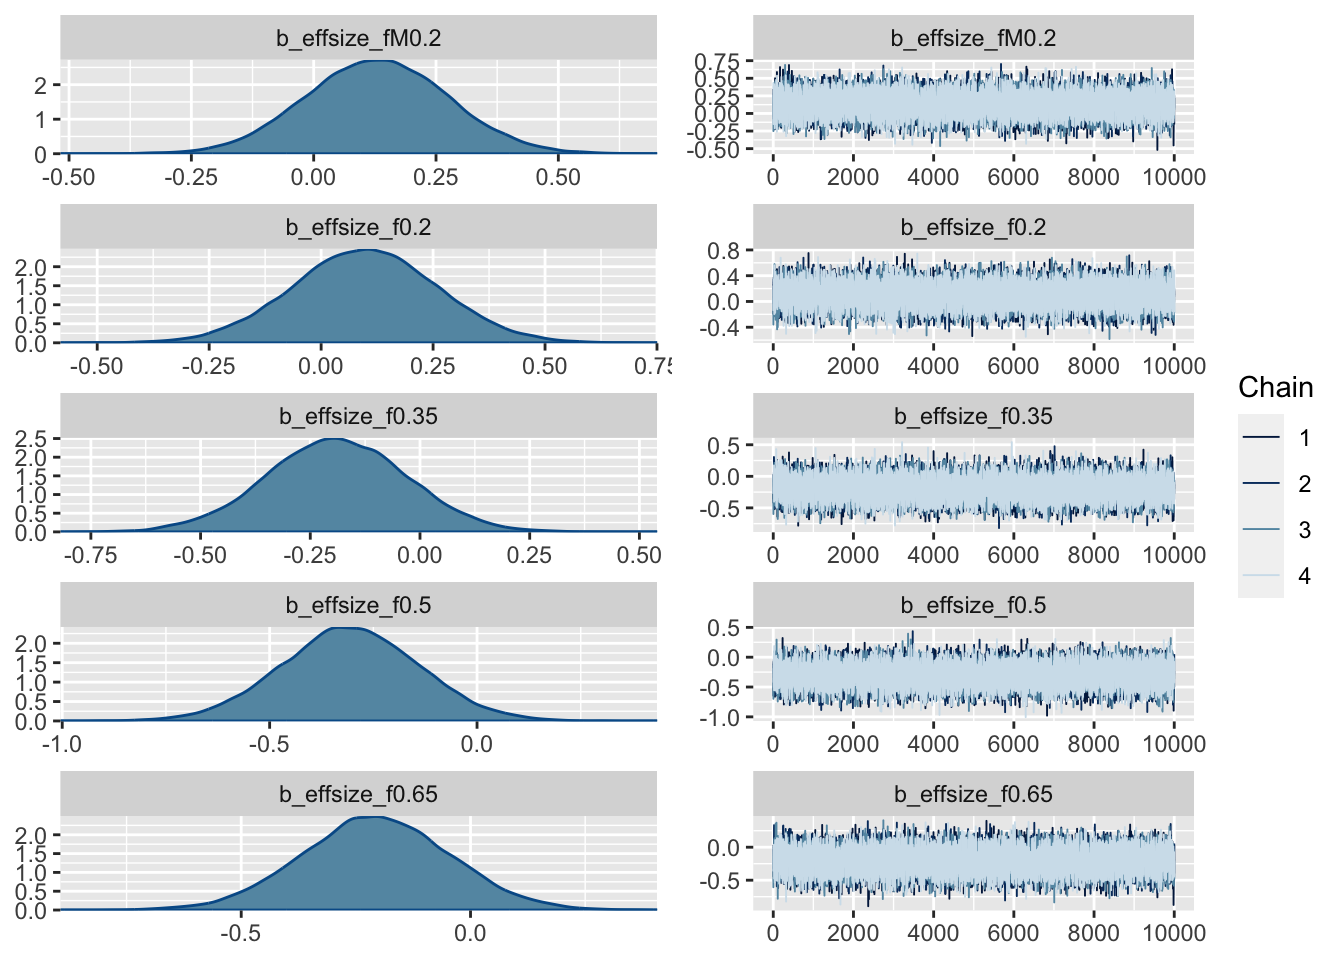 b_effsize_fM0.2
2
1
0
-0.50 -0.25 0.00 0.25 0.50
b_effsize_fM0.2
0.75
0.50
0.25
0.00
-0.25
-0.50
0 2000 4000 6000 8000 10000
b_effsize_f0.2
2.0
1.5
1.0
0.5
0.0
-0.50 -0.25 0.00 0.25 0.50 0.75
b_effsize_f0.2
0.8
0.4
0.0
-0.4
0 2000 4000 6000 8000 10000
b_effsize_f0.35
2.5
2.0
1.5
1.0
0.5
0.0
-0.75 -0.50 -0.25 0.00 0.25 0.50
b_effsize_f0.35
0.5
0.0
-0.5
0 2000 4000 6000 8000 10000
b_effsize_f0.5
2.0
1.5
1.0
0.5
0.0
-1.0 -0.5 0.0
b_effsize_f0.5
0.5
0.0
-0.5
-1.0
0 2000 4000 6000 8000 10000
b_effsize_f0.65
2.0
1.5
1.0
0.5
0.0
-0.5 0.0
b_effsize_f0.65
0.0
-0.5
0 2000 4000 6000 8000 10000
Chain
1
2
3
4